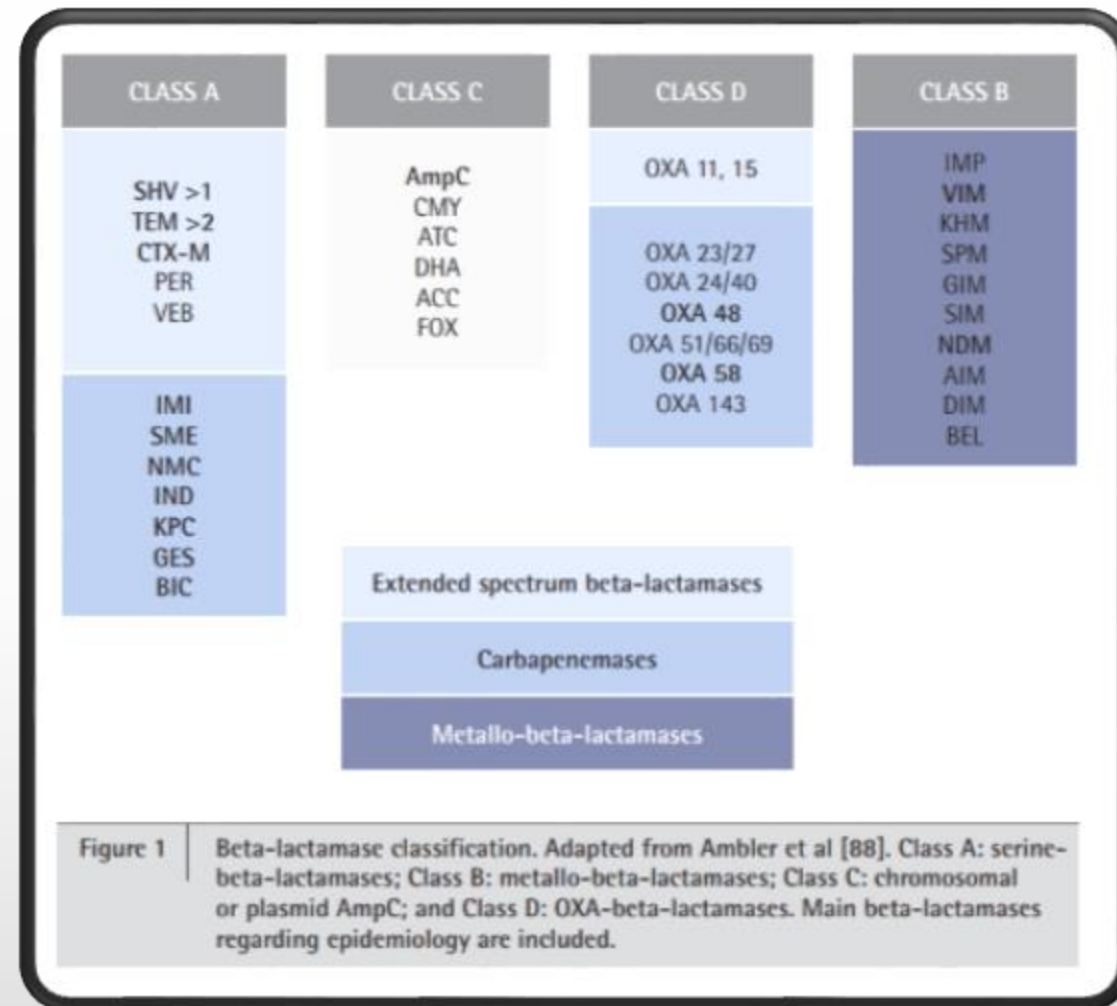 CLASS A
SHV >1
TEM >2
CTX-M
PER
VEB
IMI
SME
NMC
IND
KPC
GES
BIC
CLASS C
AmpC
CMY
ATC
DHA
ACC
FOX
CLASS D
OXA 11, 15
OXA 23/27
OXA 24/40
OXA 48
OXA 51/66/69
OXA 58
OXA 143
CLASS B
IMP
VIM
KHM
SPM
GIM
SIM
NDM
AIM
DIM
BEL
Extended spectrum beta-lactamases
Carbapenemases
Metallo-beta-lactamases
Figure 1
Beta-lactamase classification. Adapted from Ambler et al [88]. Class A: serine-
beta-lactamases; Class B: metallo-beta-lactamases; Class C: chromosomal
or plasmid AmpC; and Class D: OXA-beta-lactamases. Main beta-lactamases
regarding epidemiology are included.